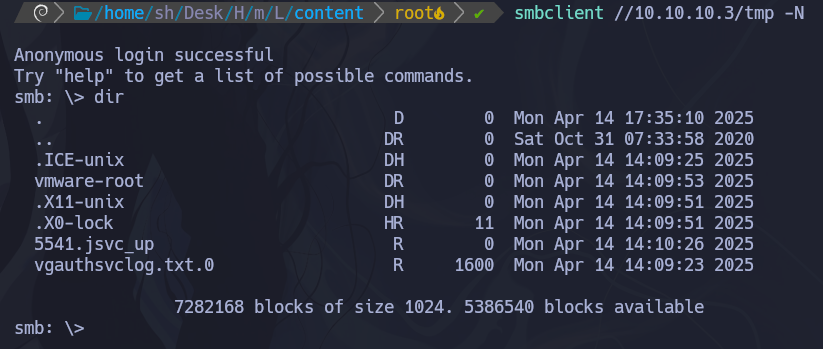 /home/sh/Desk/H/m/L/content root ✔ smbclient //10.10.10.3/tmp -N
Anonymous login successful
Try "help" to get a list of possible commands.
smb: \> dir
. D 0 Mon Apr 14 17:35:10 2025
.. DR 0 Sat Oct 31 07:33:58 2020
.ICE-unix DH 0 Mon Apr 14 14:09:25 2025
vmware-root DR 0 Mon Apr 14 14:09:53 2025
.X11-unix DH 0 Mon Apr 14 14:09:51 2025
.X0-lock HR 11 Mon Apr 14 14:09:51 2025
5541.jsvc_up R 0 Mon Apr 14 14:10:26 2025
vgauthsvclog.txt.0 R 1600 Mon Apr 14 14:09:23 2025
7282168 blocks of size 1024. 5386540 blocks available
smb: \>